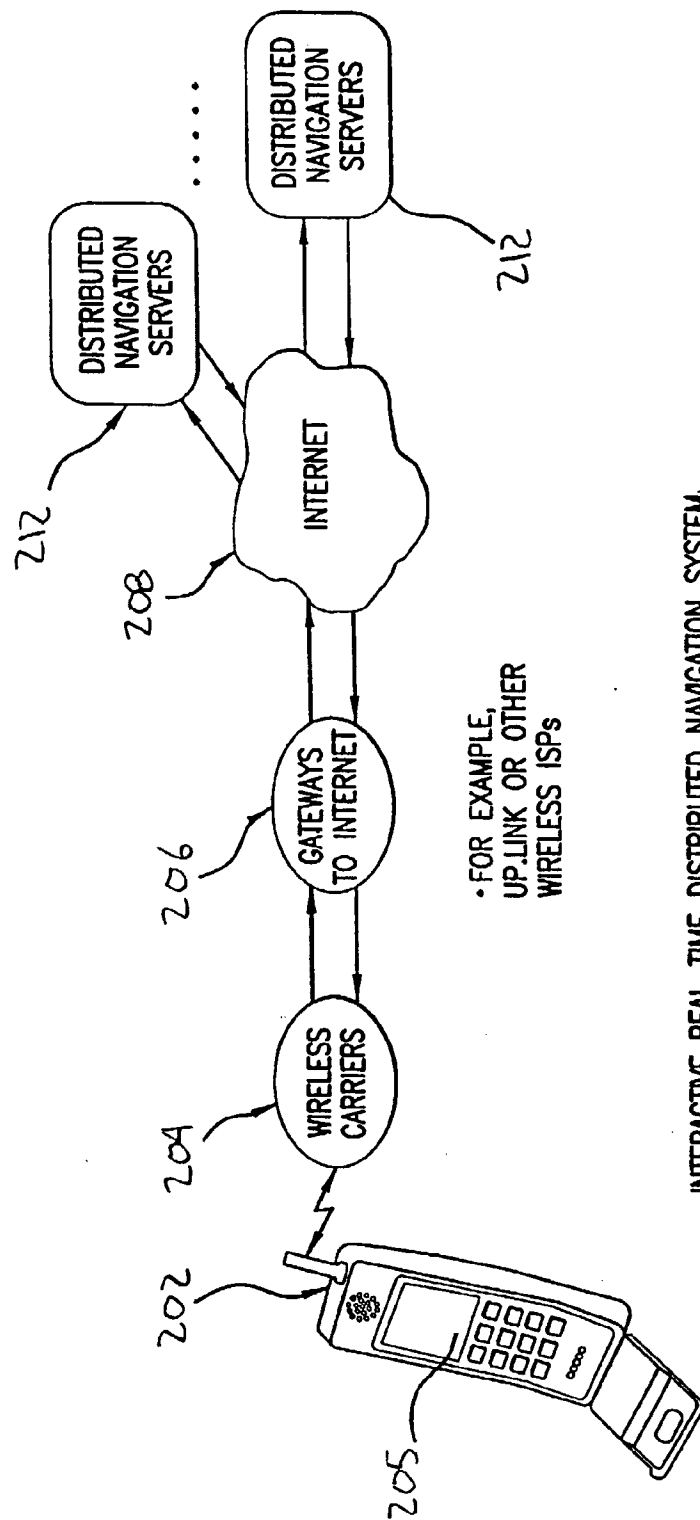 212
DISTRIBUTED
NAVIGATION
SERVERS
. . . . .
DISTRIBUTED
NAVIGATION
SERVERS
212
208
INTERNET
206
GATEWAYS
TO INTERNET
204
WIRELESS
CARRIERS
202
205
•FOR EXAMPLE,
UP.LINK OR OTHER
WIRELESS ISPs
INTERACTIVE REAL TIME DISTRIBUTED NAVIGATION SYSTEM.